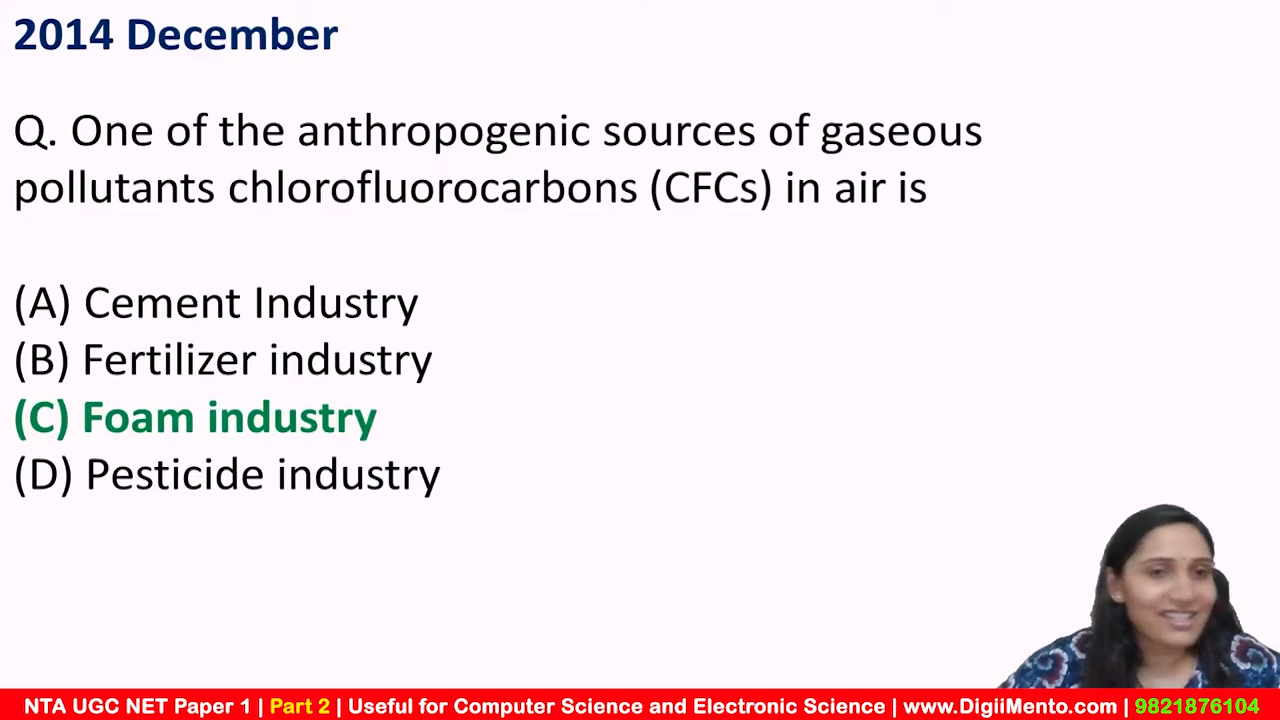 2014 December
Q. One of the anthropogenic sources of gaseous
pollutants chlorofluorocarbons (CFCs) in air is
(A) Cement Industry
(B) Fertilizer industry
(C) Foam industry
(D) Pesticide industry
NTA UGC NET Paper 1 | Part 2 | Useful for Computer Science and Electronic Science | www.DigiiMento.com | 9821876104